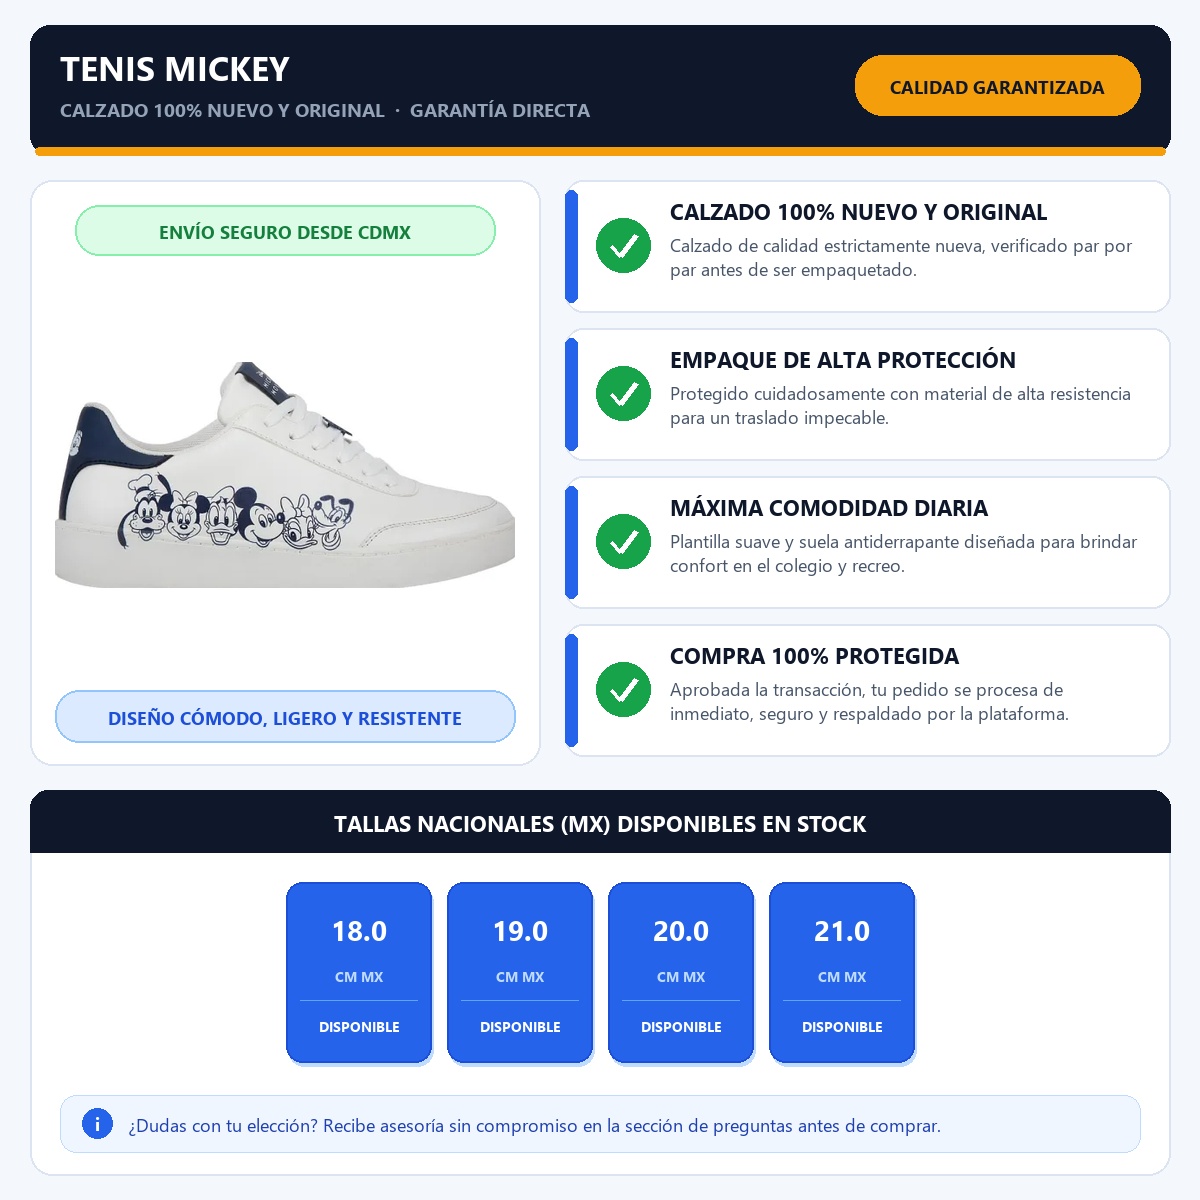 TENIS MICKEY
CALZADO 100% NUEVO Y ORIGINAL · GARANTÍA DIRECTA
CALIDAD GARANTIZADA
ENVÍO SEGURO DESDE CDMX
DISEÑO CÓMODO, LIGERO Y RESISTENTE
CALZADO 100% NUEVO Y ORIGINAL
Calzado de calidad estrictamente nueva, verificado par por
par antes de ser empaquetado.
EMPAQUE DE ALTA PROTECCIÓN
Protegido cuidadosamente con material de alta resistencia
para un traslado impecable.
MÁXIMA COMODIDAD DIARIA
Plantilla suave y suela antiderrapante diseñada para brindar
confort en el colegio y recreo.
COMPRA 100% PROTEGIDA
Aprobada la transacción, tu pedido se procesa de
inmediato, seguro y respaldado por la plataforma.
TALLAS NACIONALES (MX) DISPONIBLES EN STOCK
18.0
CM MX
DISPONIBLE
19.0
CM MX
DISPONIBLE
20.0
CM MX
DISPONIBLE
21.0
CM MX
DISPONIBLE
¿Dudas con tu elección? Recibe asesoría sin compromiso en la sección de preguntas antes de comprar.